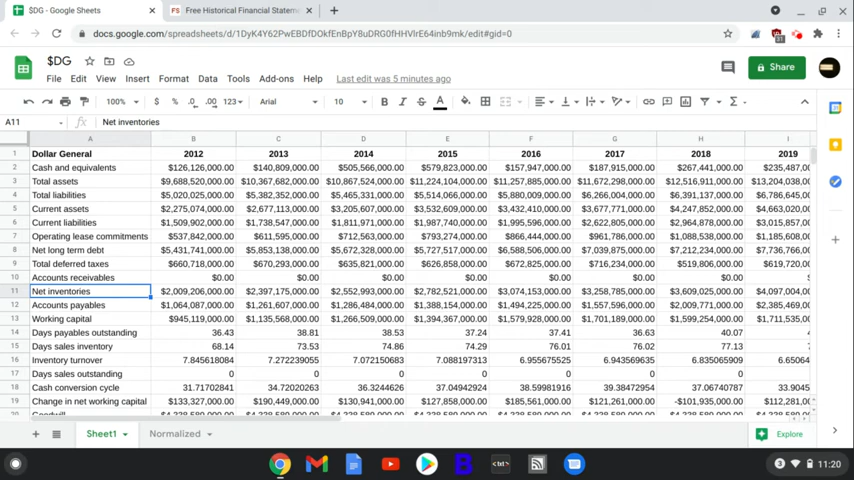 $DG - Google Sheets
FS Free Historical Financial Stateme
docs.google.com/spreadsheets/d/1DyK4Y62PwEBDfDOkfEnBpY8uDRG0fHHVlrE64inb9mk/edit#gid=0
31
$DG
File Edit View Insert Format Data Tools Add-ons Help Last edit was 5 minutes ago
Share
100% $ % .0 .00 123 Arial 10 B I S A
A11 fx Net inventories
A B C D E F G H I
1 Dollar General 2012 2013 2014 2015 2016 2017 2018 2019
2 Cash and equivalents $126,126,000.00 $140,809,000.00 $505,566,000.00 $579,823,000.00 $157,947,000.00 $187,915,000.00 $267,441,000.00 $235,487,00
3 Total assets $9,688,520,000.00 $10,367,682,000.00 $10,867,524,000.00 $11,224,104,000.00 $11,257,885,000.00 $11,672,298,000.00 $12,516,911,000.00 $13,204,038,00
4 Total liabilities $5,020,025,000.00 $5,382,352,000.00 $5,465,331,000.00 $5,514,066,000.00 $5,880,009,000.00 $6,266,004,000.00 $6,391,137,000.00 $6,786,645,00
5 Current assets $2,275,074,000.00 $2,677,113,000.00 $3,205,607,000.00 $3,532,609,000.00 $3,432,410,000.00 $3,677,771,000.00 $4,247,852,000.00 $4,663,020,00
6 Current liabilities $1,509,902,000.00 $1,738,547,000.00 $1,841,577,000.00 $1,987,740,000.00 $1,995,596,000.00 $2,622,805,000.00 $2,964,878,000.00 $3,015,857,00
7 Operating lease commitments $537,842,000.00 $611,595,000.00 $712,563,000.00 $793,274,000.00 $866,444,000.00 $961,786,000.00 $1,088,538,000.00 $1,185,608,00
8 Net long term debt $5,431,741,000.00 $5,853,138,000.00 $5,672,328,000.00 $5,727,517,000.00 $6,588,506,000.00 $7,039,875,000.00 $7,212,234,000.00 $7,736,766,00
9 Total deferred taxes $660,718,000.00 $670,293,000.00 $635,821,000.00 $626,858,000.00 $672,825,000.00 $716,234,000.00 $519,806,000.00 $619,720,00
10 Accounts receivables $0.00 $0.00 $0.00 $0.00 $0.00 $0.00 $0.00
11 Net inventories $2,009,206,000.00 $2,397,175,000.00 $2,552,993,000.00 $2,782,521,000.00 $3,074,153,000.00 $3,258,785,000.00 $3,609,025,000.00 $4,097,004,00
12 Accounts payables $1,064,087,000.00 $1,261,607,000.00 $1,286,484,000.00 $1,388,154,000.00 $1,494,225,000.00 $1,557,596,000.00 $2,009,771,000.00 $2,385,469,00
13 Working capital $945,119,000.00 $1,135,568,000.00 $1,266,509,000.00 $1,394,367,000.00 $1,579,928,000.00 $1,701,189,000.00 $1,599,254,000.00 $1,711,535,00
14 Days payables outstanding 36.43 38.81 38.53 37.24 37.41 36.63 40.07
15 Days sales inventory 68.14 73.53 74.86 74.29 76.01 76.02 77.13
16 Inventory turnover 7.845618084 7.272239055 7.072150683 7.088197313 6.955675525 6.943569635 6.835065909 6.65064
17 Days sales outstanding 0 0 0 0 0 0 0
18 Cash conversion cycle 31.71702841 34.72020263 36.3244626 37.04942924 38.59981916 39.38472954 37.06740787 33.9045
19 Change in net working capital $133,327,000.00 $190,449,000.00 $130,941,000.00 $127,858,000.00 $185,561,000.00 $121,261,000.00 -$101,935,000.00 $112,281,00
20 Goodwill
Sheet1 Normalized Explore
<txt> B 3 11:20